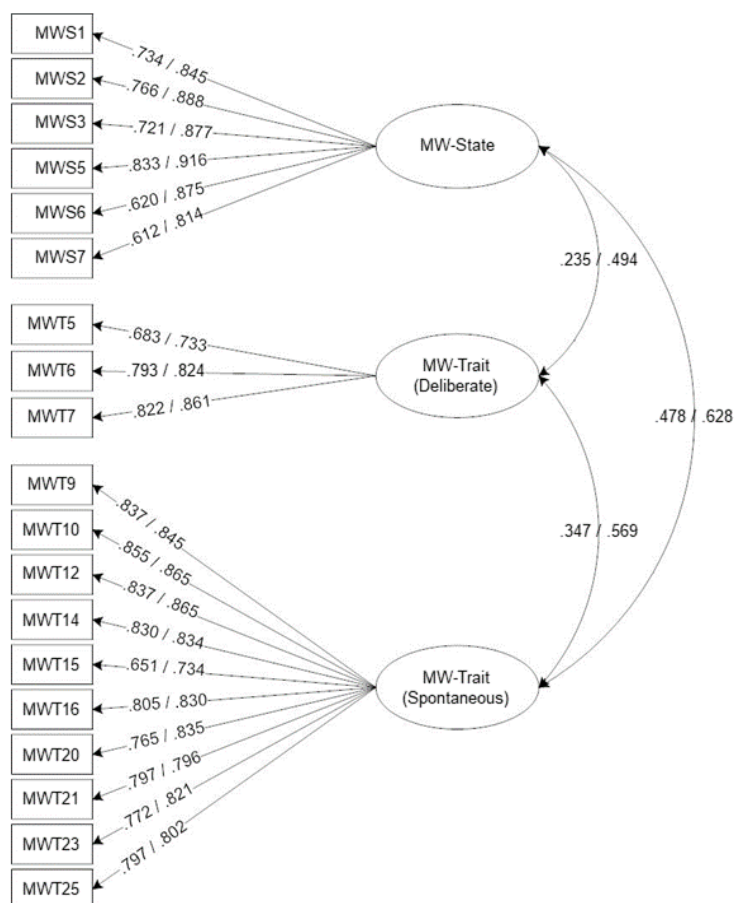 MWS1
.734 / .845
MWS2
.766 / .888
MWS3
.721 / .877
MWS5
.833 / .916
MWS6
.620 / .875
MWS7
.612 / .814
MW-State
.235 / .494
MWT5
.683 / .733
MWT6
.793 / .824
MWT7
.822 / .861
MW-Trait
(Deliberate)
.478 / .628
.347 / .569
MWT9
.837 / .845
MWT10
.855 / .865
MWT12
.837 / .865
MWT14
.830 / .834
MWT15
.651 / .734
MWT16
.805 / .830
MWT20
.765 / .835
MWT21
.797 / .796
MWT23
.772 / .821
MWT25
.797 / .802
MW-Trait
(Spontaneous)